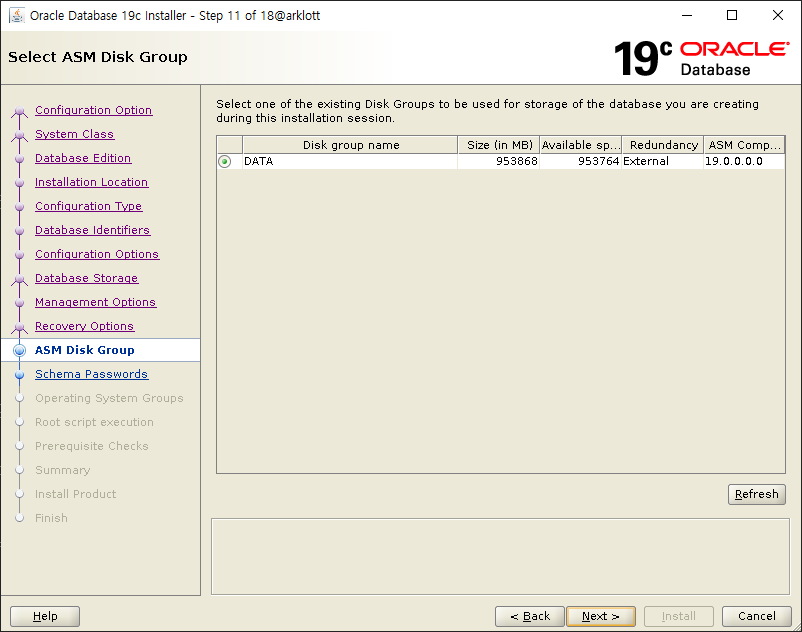 Oracle Database 19c Installer - Step 11 of 18@arklott
Select ASM Disk Group
19c ORACLE
Database
Configuration Option
System Class
Database Edition
Installation Location
Configuration Type
Database Identifiers
Configuration Options
Database Storage
Management Options
Recovery Options
ASM Disk Group
Schema Passwords
Operating System Groups
Root script execution
Prerequisite Checks
Summary
Install Product
Finish
Select one of the existing Disk Groups to be used for storage of the database you are creating
during this installation session.
Disk group name Size (in MB) Available sp... Redundancy ASM Comp...
DATA 953868 953764 External 19.0.0.0.0
Refresh
Help < Back Next > Install Cancel